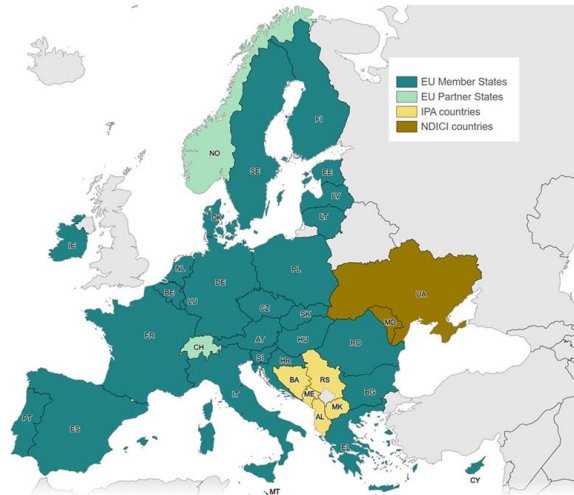 EU Member States
EU Partner States
IPA countries
NDICI countries
NO
FI
SE
EE
LV
LT
DK
IE
NL
BE
LU
DE
PL
CZ
SK
UA
MD
FR
CH
AT
HU
RO
SI
HR
IT
BA
RS
ME
MK
AL
BG
PT
ES
EL
CY
MT